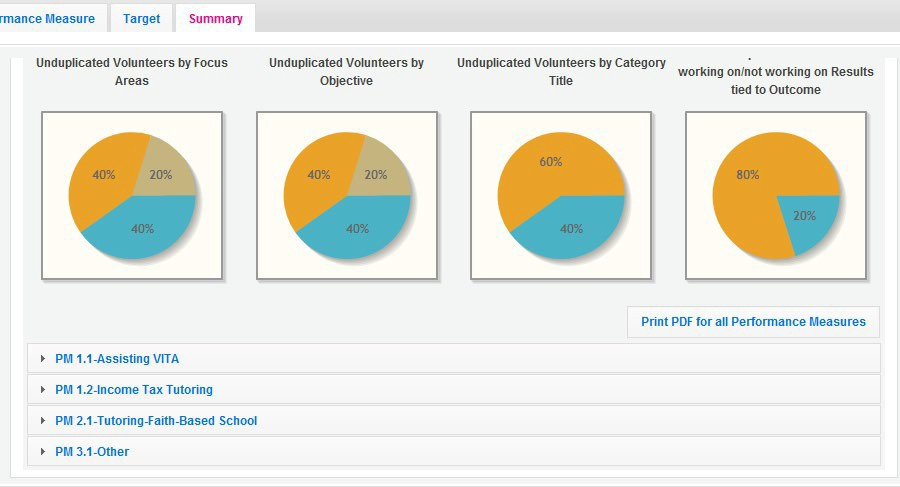 rmance Measure
Target
Summary
Unduplicated Volunteers by Focus
Areas
Unduplicated Volunteers by
Objective
Unduplicated Volunteers by Category
Title
working on/not working on Results
tied to Outcome
40%
20%
40%
40%
20%
40%
60%
40%
80%
20%
Print PDF for all Performance Measures
PM 1.1-Assisting VITA
PM 1.2-Income Tax Tutoring
PM 2.1-Tutoring-Faith-Based School
PM 3.1-Other